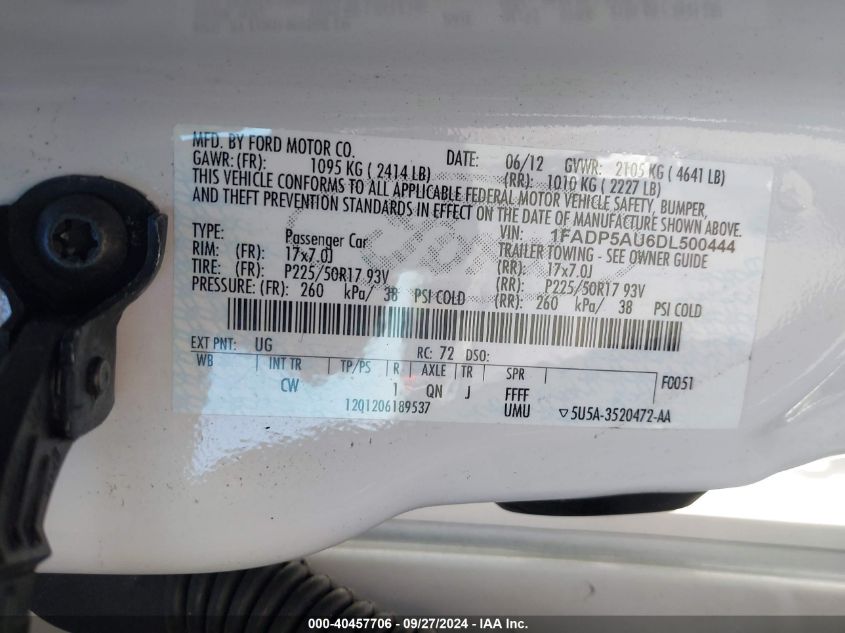 MFD. BY FORD MOTOR CO.
DATE: 06/12 GVWR: 2105 KG ( 4641 LB)
GAWR: (FR): 1095 KG ( 2414 LB) (RR): 1010 KG ( 2227 LB)
THIS VEHICLE CONFORMS TO ALL APPLICABLE FEDERAL MOTOR VEHICLE SAFETY, BUMPER,
AND THEFT PREVENTION STANDARDS IN EFFECT ON THE DATE OF MANUFACTURE SHOWN ABOVE.
VIN: 1FADP5AU6DL500444
TYPE: Passenger Car TRAILER TOWING - SEE OWNER GUIDE
RIM: (FR): 17x7.0J (RR): 17x7.0J
TIRE: (FR): P225/50R17 93V (RR): P225/50R17 93V
PRESSURE: (FR): 260 kPa/ 38 PSI COLD (RR): 260 kPa/ 38 PSI COLD
EXT PNT: UG RC: 72 DSO:
WB INT TR TP/PS R AXLE TR SPR F0051
CW 1 QN J FFFF
12Q1206189537 UMU ▽5U5A-3520472-AA
000-40457706 - 09/27/2024 - IAA Inc.